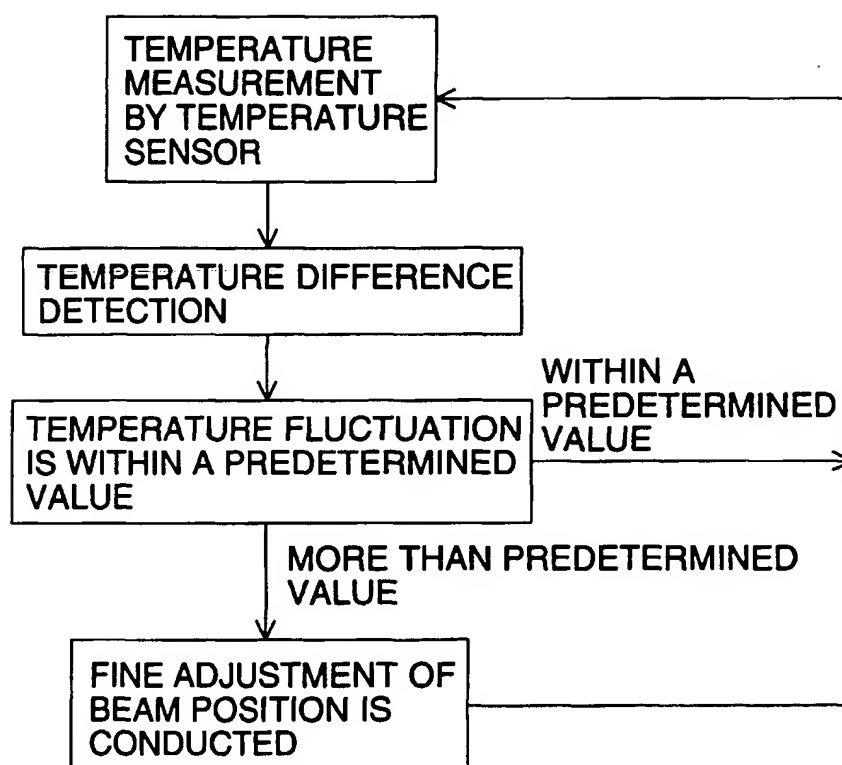 TEMPERATURE
MEASUREMENT
BY TEMPERATURE
SENSOR
TEMPERATURE DIFFERENCE
DETECTION
WITHIN A
PREDETERMINED
VALUE
TEMPERATURE FLUCTUATION
IS WITHIN A PREDETERMINED
VALUE
MORE THAN PREDETERMINED
VALUE
FINE ADJUSTMENT OF
BEAM POSITION IS
CONDUCTED